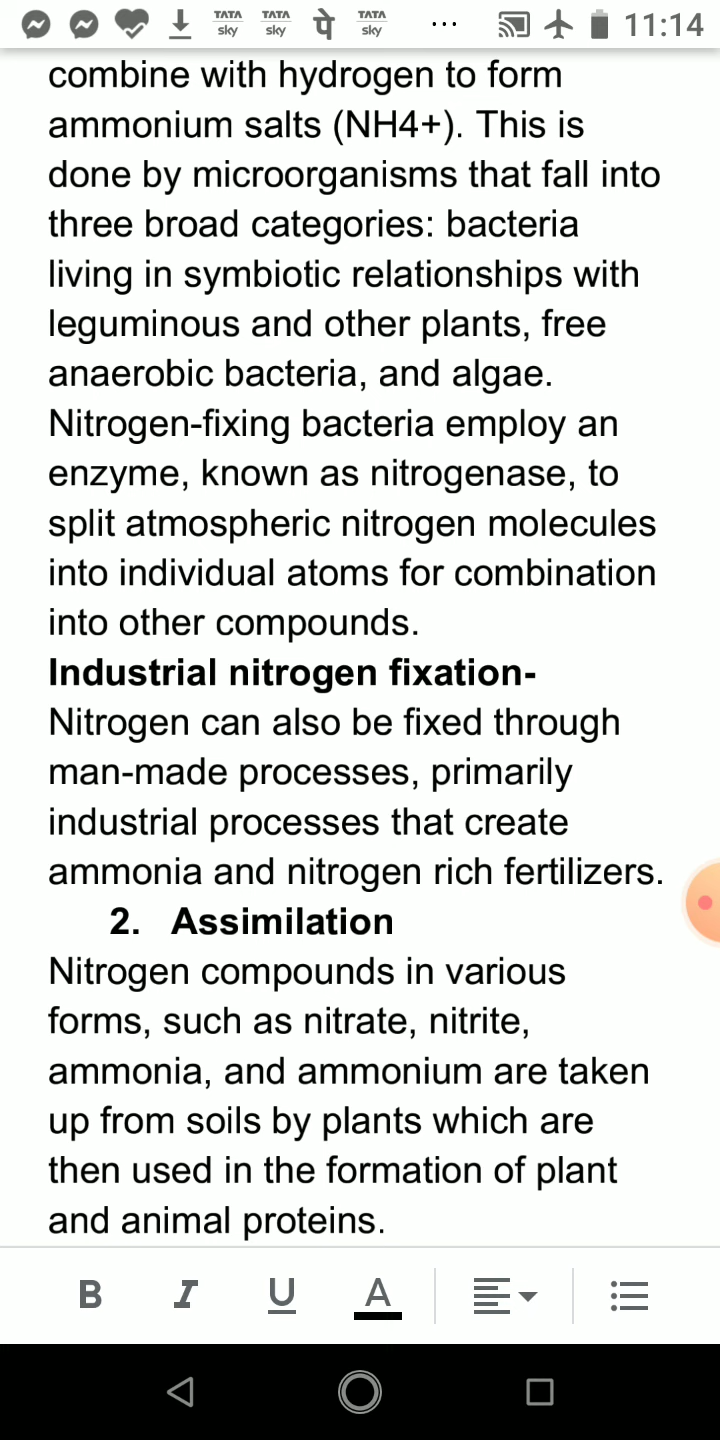 TATA
sky
TATA
sky
पे
TATA
sky
...
11:14
combine with hydrogen to form
ammonium salts (NH4+). This is
done by microorganisms that fall into
three broad categories: bacteria
living in symbiotic relationships with
leguminous and other plants, free
anaerobic bacteria, and algae.
Nitrogen-fixing bacteria employ an
enzyme, known as nitrogenase, to
split atmospheric nitrogen molecules
into individual atoms for combination
into other compounds.
Industrial nitrogen fixation-
Nitrogen can also be fixed through
man-made processes, primarily
industrial processes that create
ammonia and nitrogen rich fertilizers.
2. Assimilation
Nitrogen compounds in various
forms, such as nitrate, nitrite,
ammonia, and ammonium are taken
up from soils by plants which are
then used in the formation of plant
and animal proteins.
B I U A